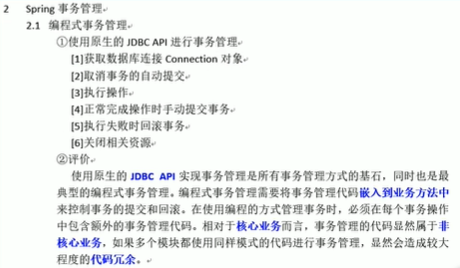 2 Spring 事务管理
2.1 编程式事务管理
①使用原生的 JDBC API 进行事务管理
[1]获取数据库连接 Connection 对象
[2]取消事务的自动提交
[3]执行操作
[4]正常完成操作时手动提交事务
[5]执行失败时回滚事务
[6]关闭相关资源
②评价
使用原生的 JDBC API 实现事务管理是所有事务管理方式的基石，同时也是最
典型的编程式事务管理。编程式事务管理需要将事务管理代码嵌入到业务方法中
来控制事务的提交和回滚。在使用编程的方式管理事务时，必须在每个事务操作
中包含额外的事务管理代码。相对于核心业务而言，事务管理的代码显然属于非
核心业务，如果多个模块都使用同样模式的代码进行事务管理，显然会造成较大
程度的代码冗余。